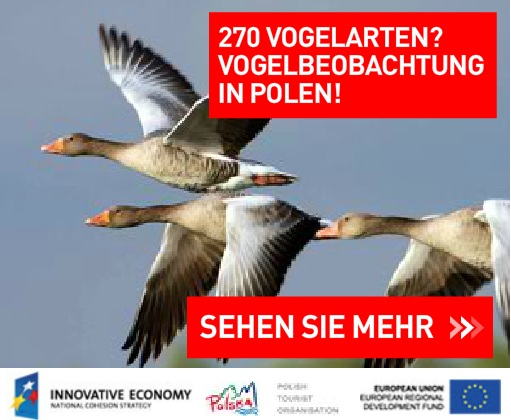 270 VOGELARTEN?
VOGELBEOBACHTUNG
IN POLEN!
SEHEN SIE MEHR
INNOVATIVE ECONOMY
NATIONAL COHESION STRATEGY
Polska
POLISH
TOURIST
ORGANISATION
EUROPEAN UNION
EUROPEAN REGIONAL
DEVELOPMENT FUND